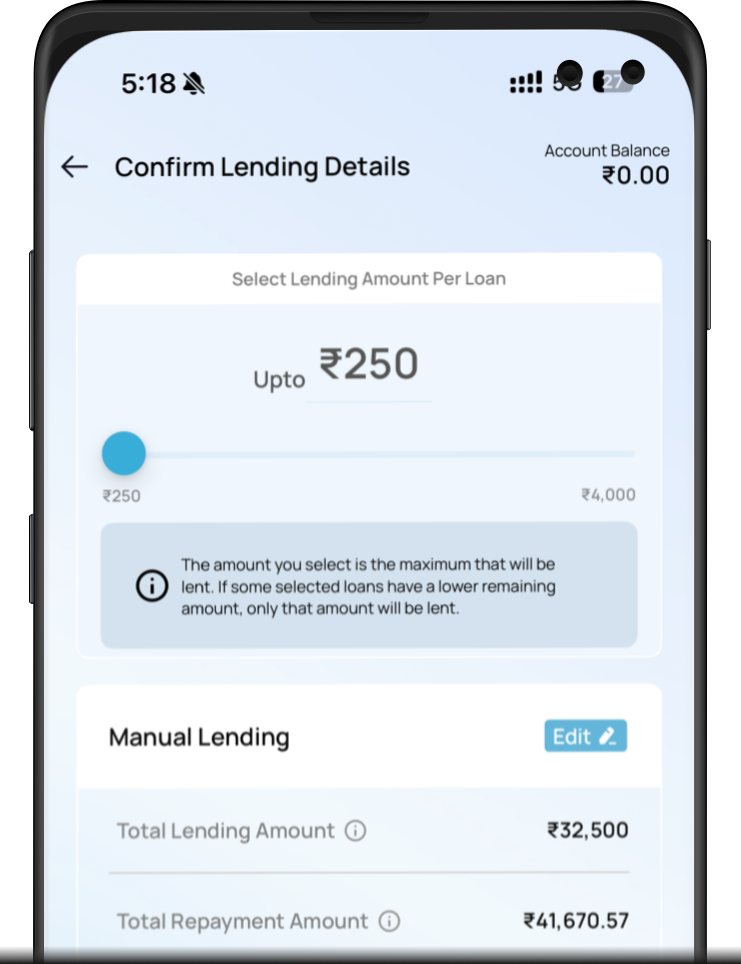 5:18
Confirm Lending Details
Account Balance
₹0.00
Select Lending Amount Per Loan
Upto ₹250
₹250
₹4,000
The amount you select is the maximum that will be
lent. If some selected loans have a lower remaining
amount, only that amount will be lent.
Manual Lending
Edit
Total Lending Amount
₹32,500
Total Repayment Amount
₹41,670.57